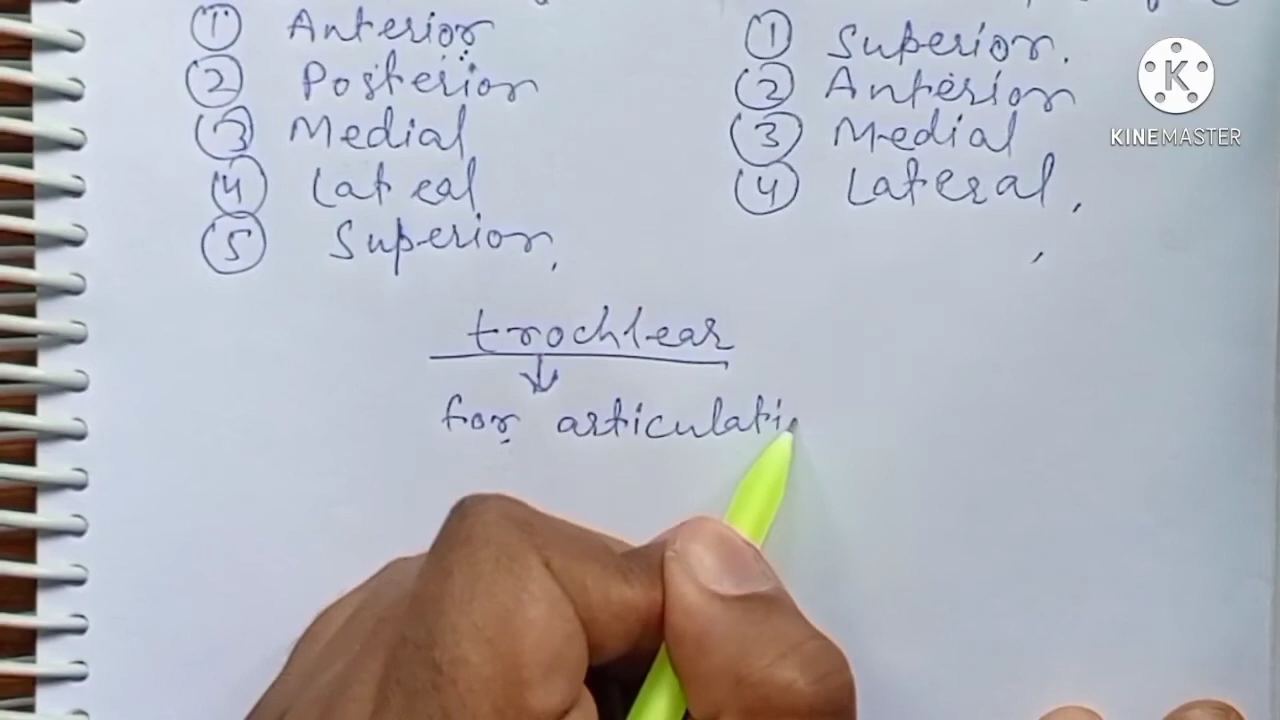 ① Anterior
② Posterior
③ Medial
④ Lateal
⑤ Superior,
① Superior.
② Anterior
③ Medial
④ Lateral,
trochlear
for articulati
K
KINEMASTER